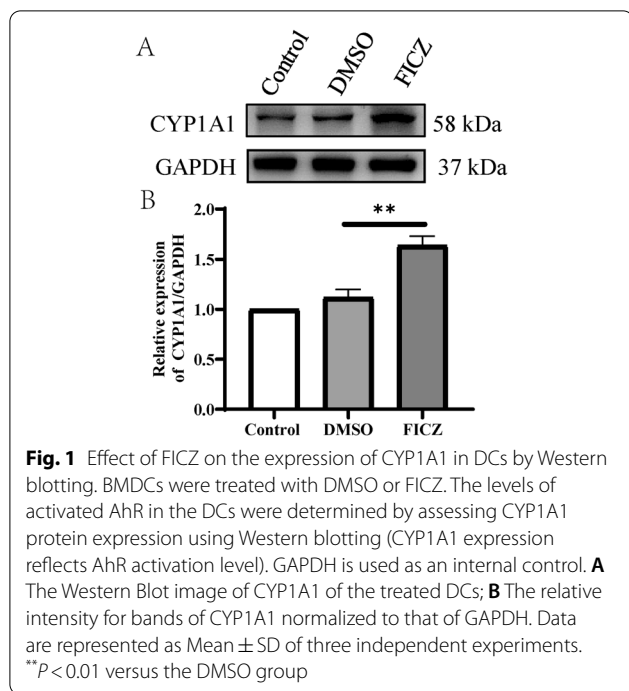 A
Control
DMSO
FICZ
CYP1A1
58 kDa
GAPDH
37 kDa
B
**
Relative expression
of CYP1A1/GAPDH
2.0
1.5
1.0
0.5
0.0
Control
DMSO
FICZ
Fig. 1 Effect of FICZ on the expression of CYP1A1 in DCs by Western
blotting. BMDCs were treated with DMSO or FICZ. The levels of
activated AhR in the DCs were determined by assessing CYP1A1
protein expression using Western blotting (CYP1A1 expression
reflects AhR activation level). GAPDH is used as an internal control. A
The Western Blot image of CYP1A1 of the treated DCs; B The relative
intensity for bands of CYP1A1 normalized to that of GAPDH. Data
are represented as Mean ± SD of three independent experiments.
**P < 0.01 versus the DMSO group